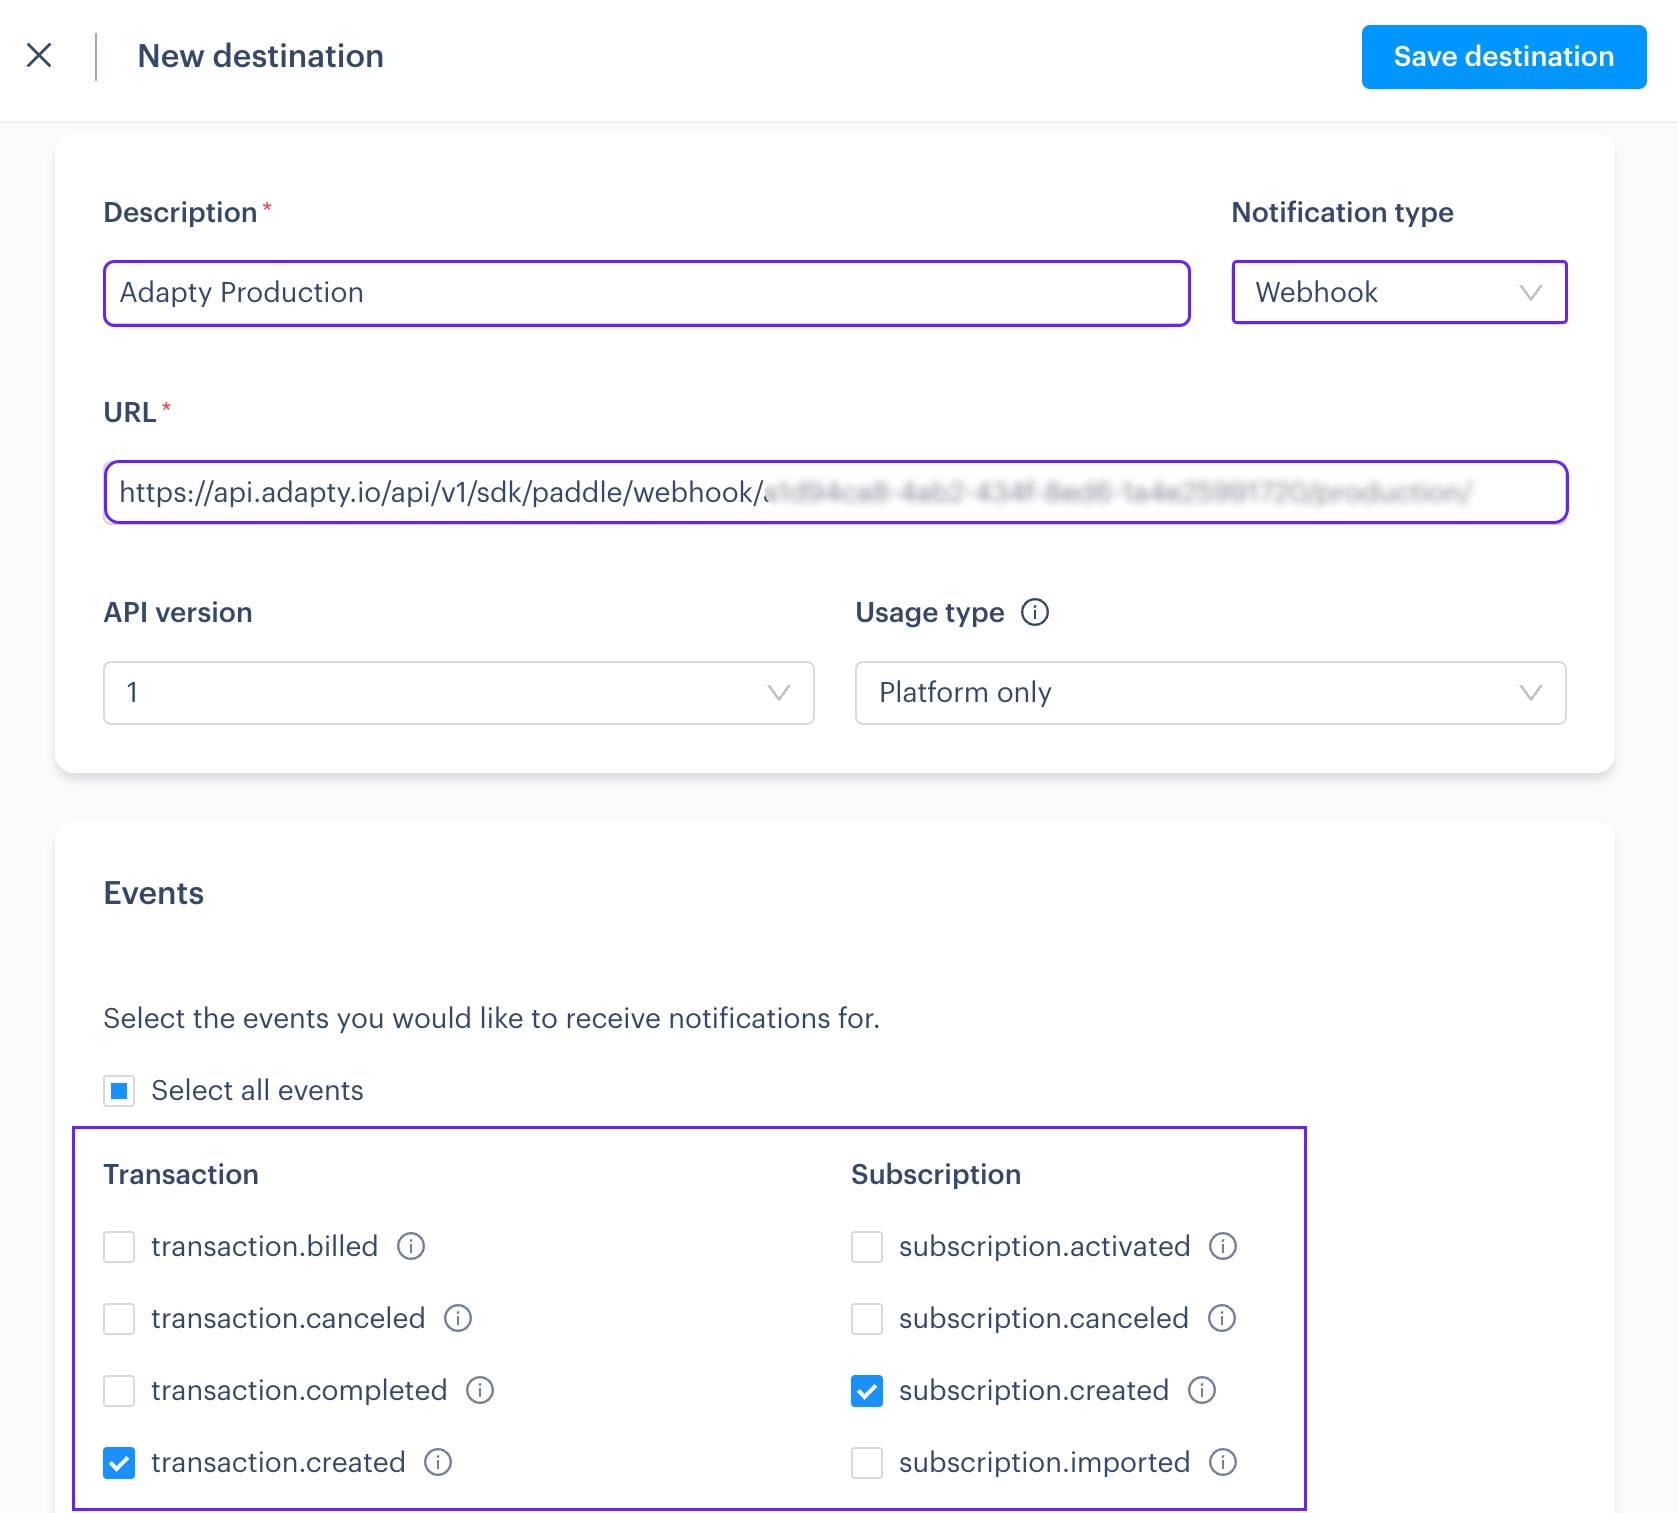 New destination
Save destination
Description*
Notification type
Adapty Production
Webhook
URL*
https://api.adapty.io/api/v1/sdk/paddle/webhook/
API version
Usage type
1
Platform only
Events
Select the events you would like to receive notifications for.
Select all events
Transaction
Subscription
transaction.billed
subscription.activated
transaction.canceled
subscription.canceled
transaction.completed
subscription.created
transaction.created
subscription.imported